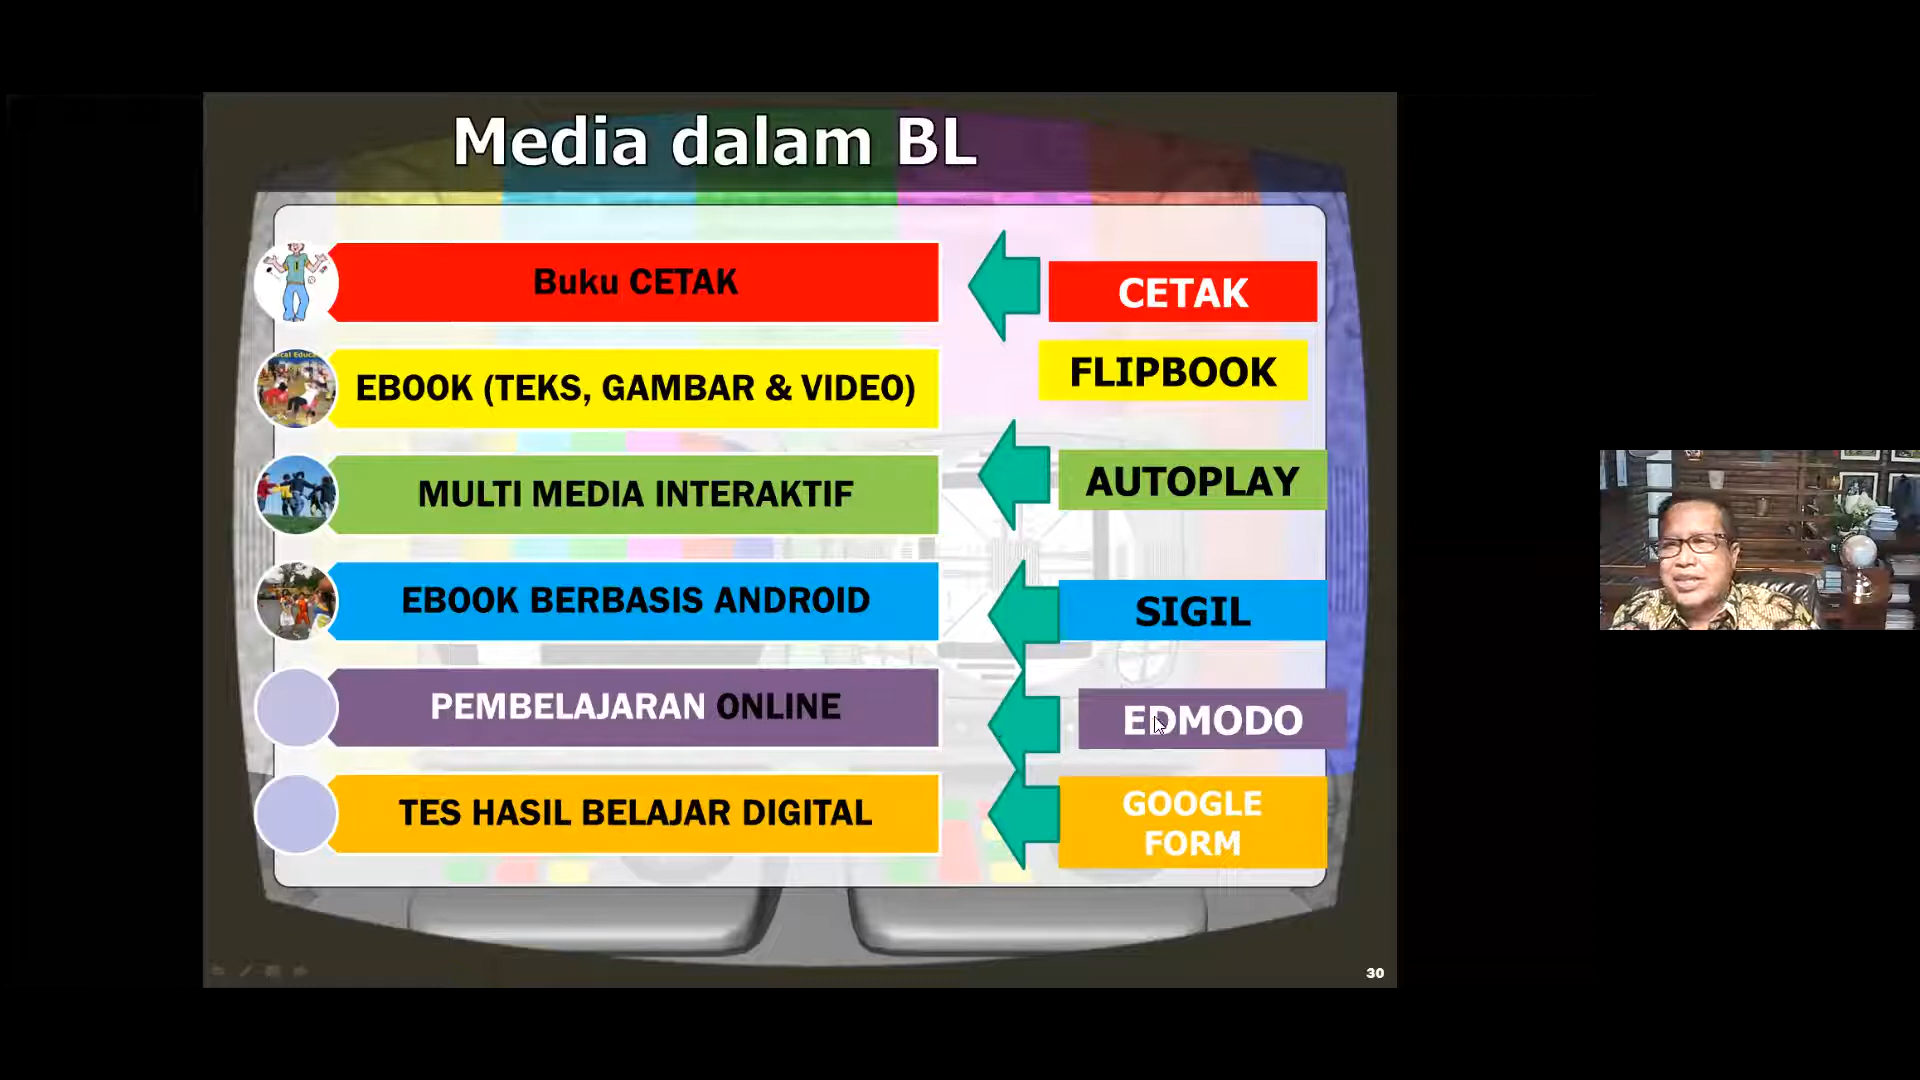 Media dalam BL
Buku CETAK
CETAK
EBOOK (TEKS, GAMBAR & VIDEO)
FLIPBOOK
MULTI MEDIA INTERAKTIF
AUTOPLAY
EBOOK BERBASIS ANDROID
SIGIL
PEMBELAJARAN ONLINE
EDMODO
TES HASIL BELAJAR DIGITAL
GOOGLE
FORM
30